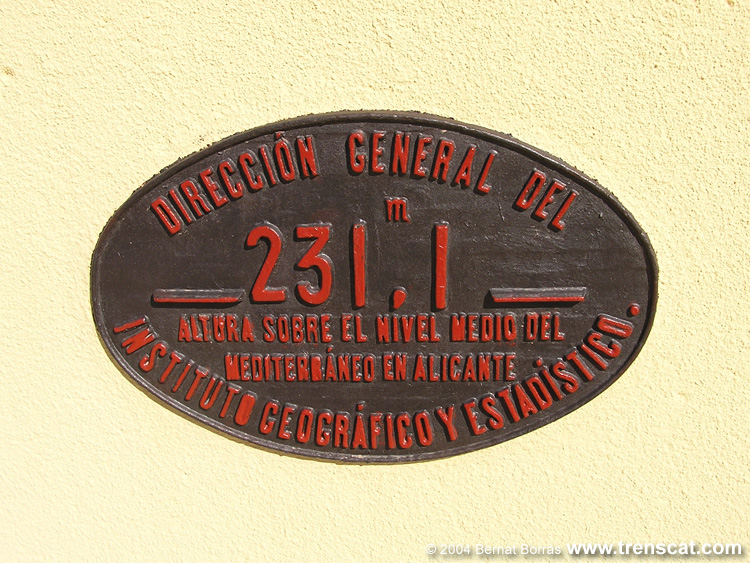 DIRECCIÓN GENERAL DEL
m
231,1
ALTURA SOBRE EL NIVEL MEDIO DEL
MEDITERRÁNEO EN ALICANTE
INSTITUTO GEOGRÁFICO Y ESTADÍSTICO.
© 2004 Bernat Borràs www.trenscat.com